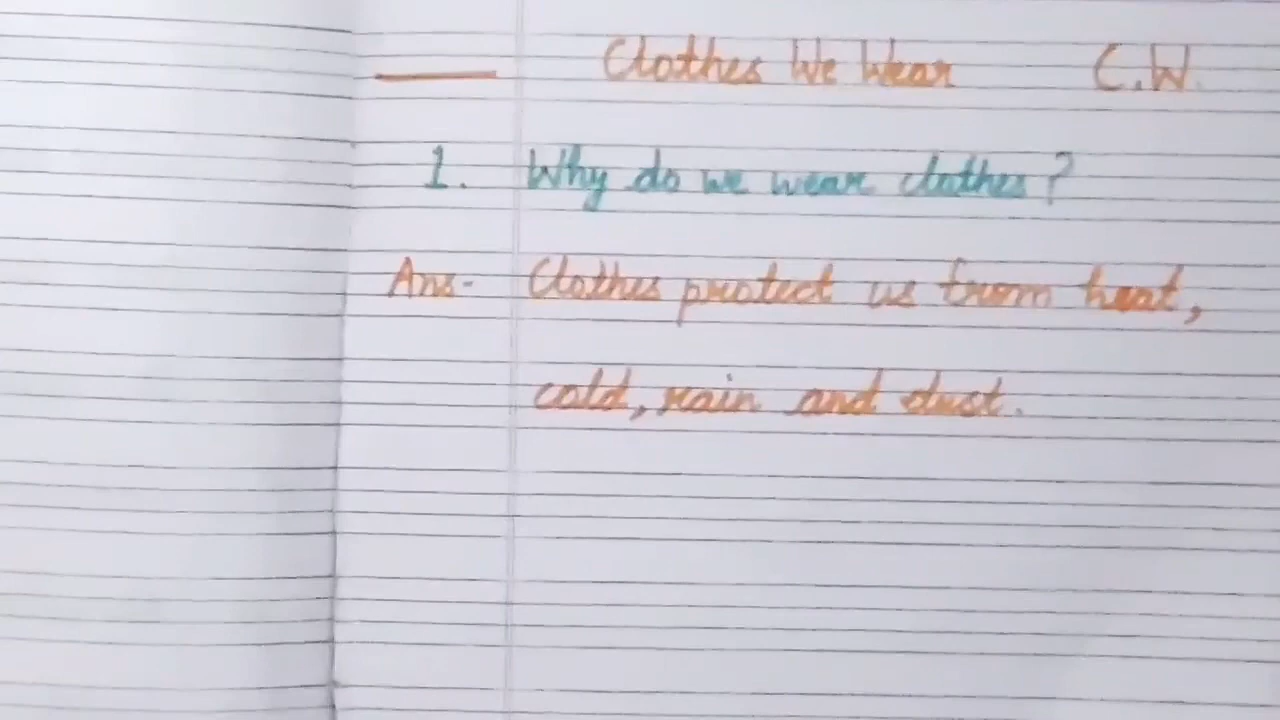 Clothes We Wear C.W.
1. Why do we wear clothes?
Ans- Clothes protect us from heat,
cold, rain and dust.